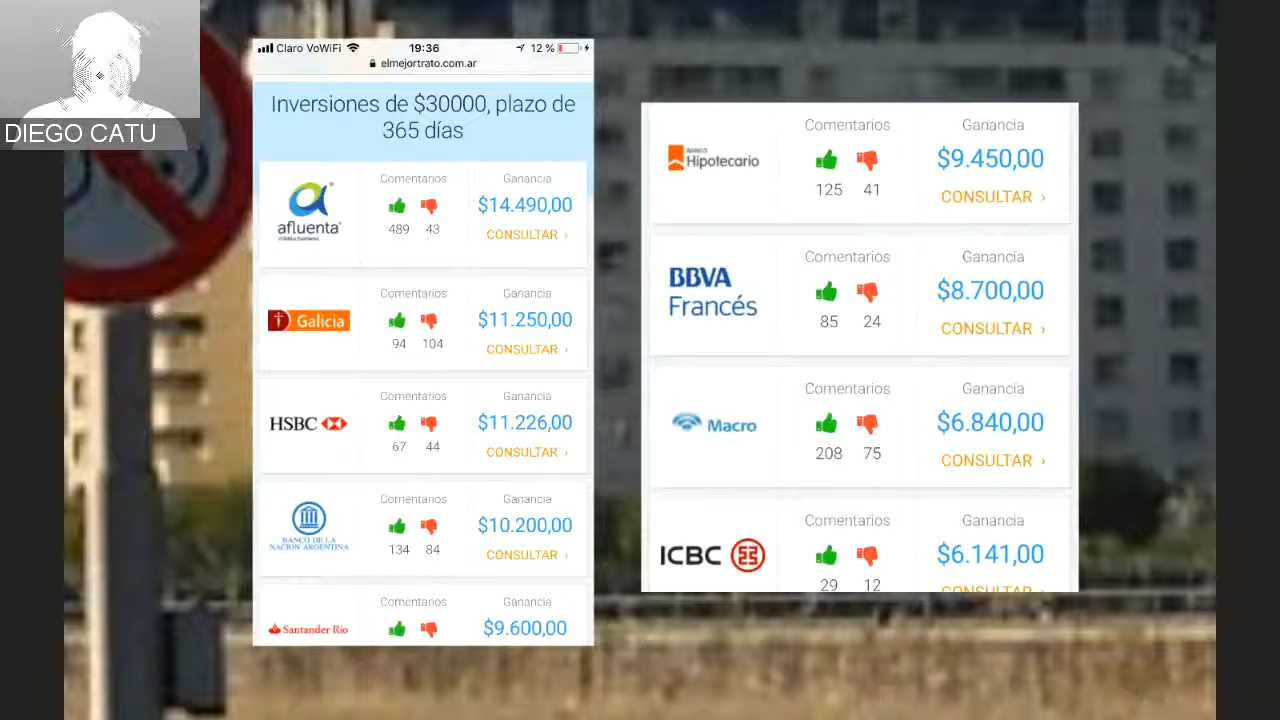 DIEGO CATU
Claro VoWiFi 19:36 12 %
elmejortrato.com.ar
Inversiones de $30000, plazo de
365 días
Comentarios Ganancia
afluenta
489 43
$14.490,00
CONSULTAR ›
Comentarios Ganancia
Galicia
94 104
$11.250,00
CONSULTAR ›
Comentarios Ganancia
HSBC
67 44
$11.226,00
CONSULTAR ›
Comentarios Ganancia
BANCO DE LA
NACION ARGENTINA
134 84
$10.200,00
CONSULTAR ›
Comentarios Ganancia
Santander Río
$9.600,00
Comentarios Ganancia
BANCO
Hipotecario
125 41
$9.450,00
CONSULTAR ›
Comentarios Ganancia
BBVA
Francés
85 24
$8.700,00
CONSULTAR ›
Comentarios Ganancia
Macro
208 75
$6.840,00
CONSULTAR ›
Comentarios Ganancia
ICBC
29 12
$6.141,00
CONSULTAR ›